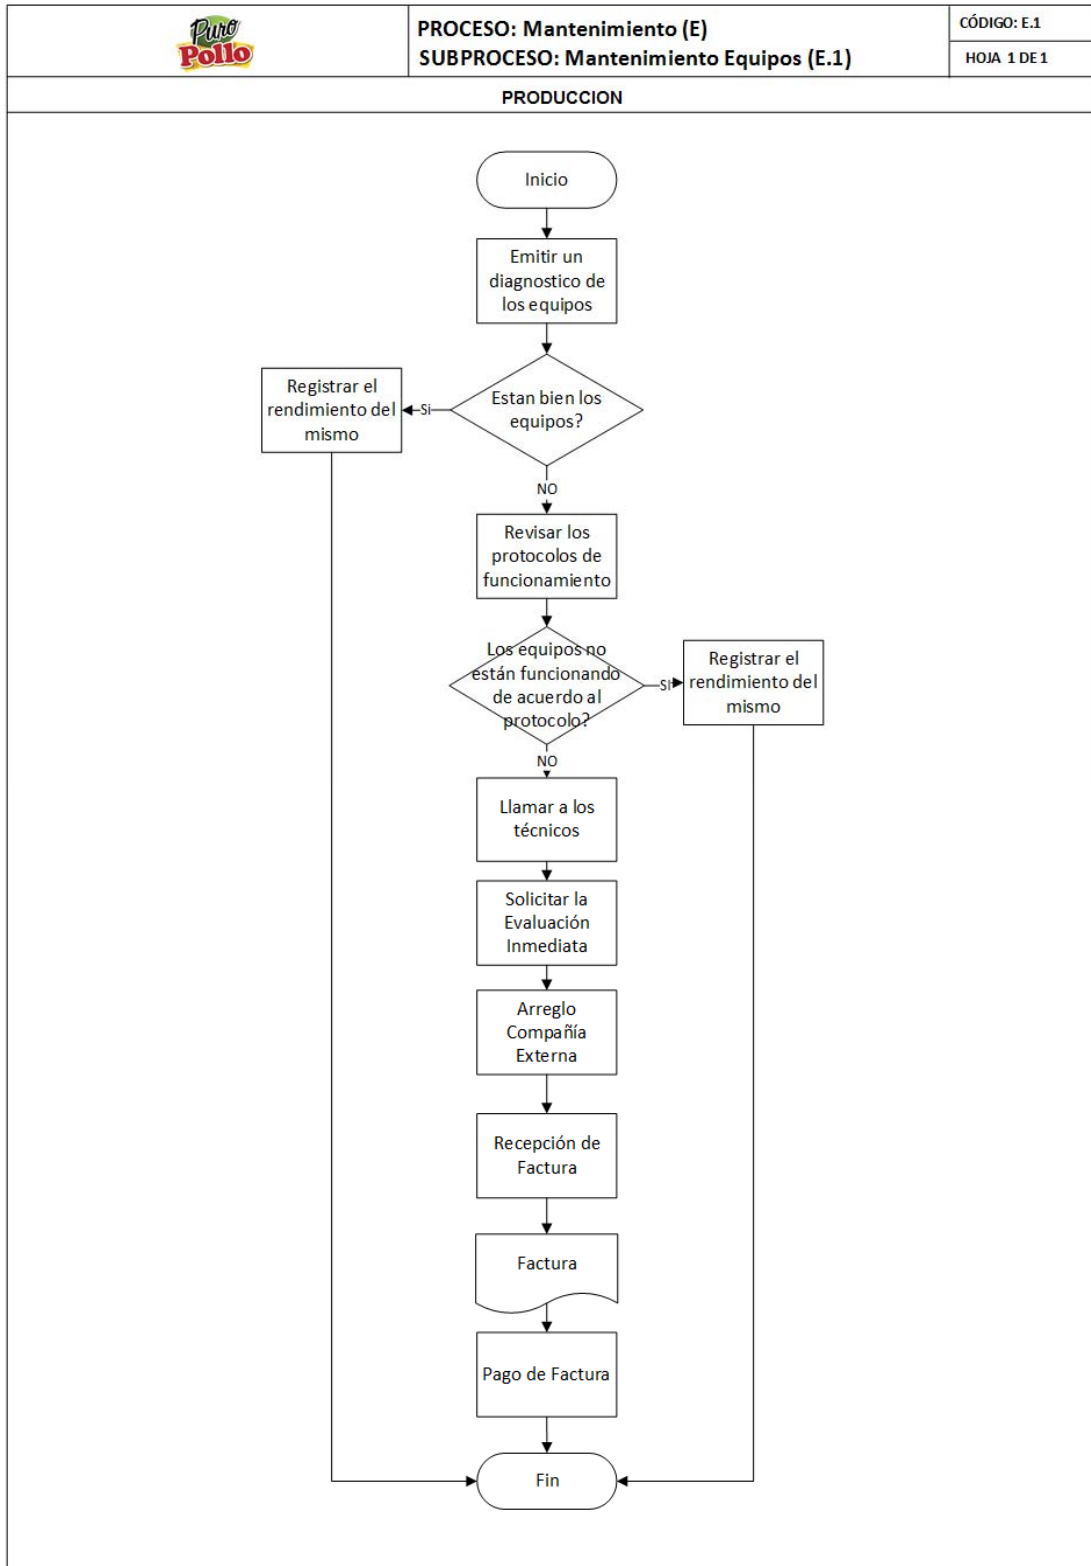 Puro
Pollo
PROCESO: Mantenimiento (E)
SUBPROCESO: Mantenimiento Equipos (E.1)
CÓDIGO: E.1
HOJA 1 DE 1
PRODUCCION
Inicio
Emitir un
diagnostico de
los equipos
Estan bien los
equipos?
Si
Registrar el
rendimiento del
mismo
NO
Revisar los
protocolos de
funcionamiento
Los equipos no
están funcionando
de acuerdo al
protocolo?
SI
Registrar el
rendimiento del
mismo
NO
Llamar a los
técnicos
Solicitar la
Evaluación
Inmediata
Arreglo
Compañía
Externa
Recepción de
Factura
Factura
Pago de Factura
Fin